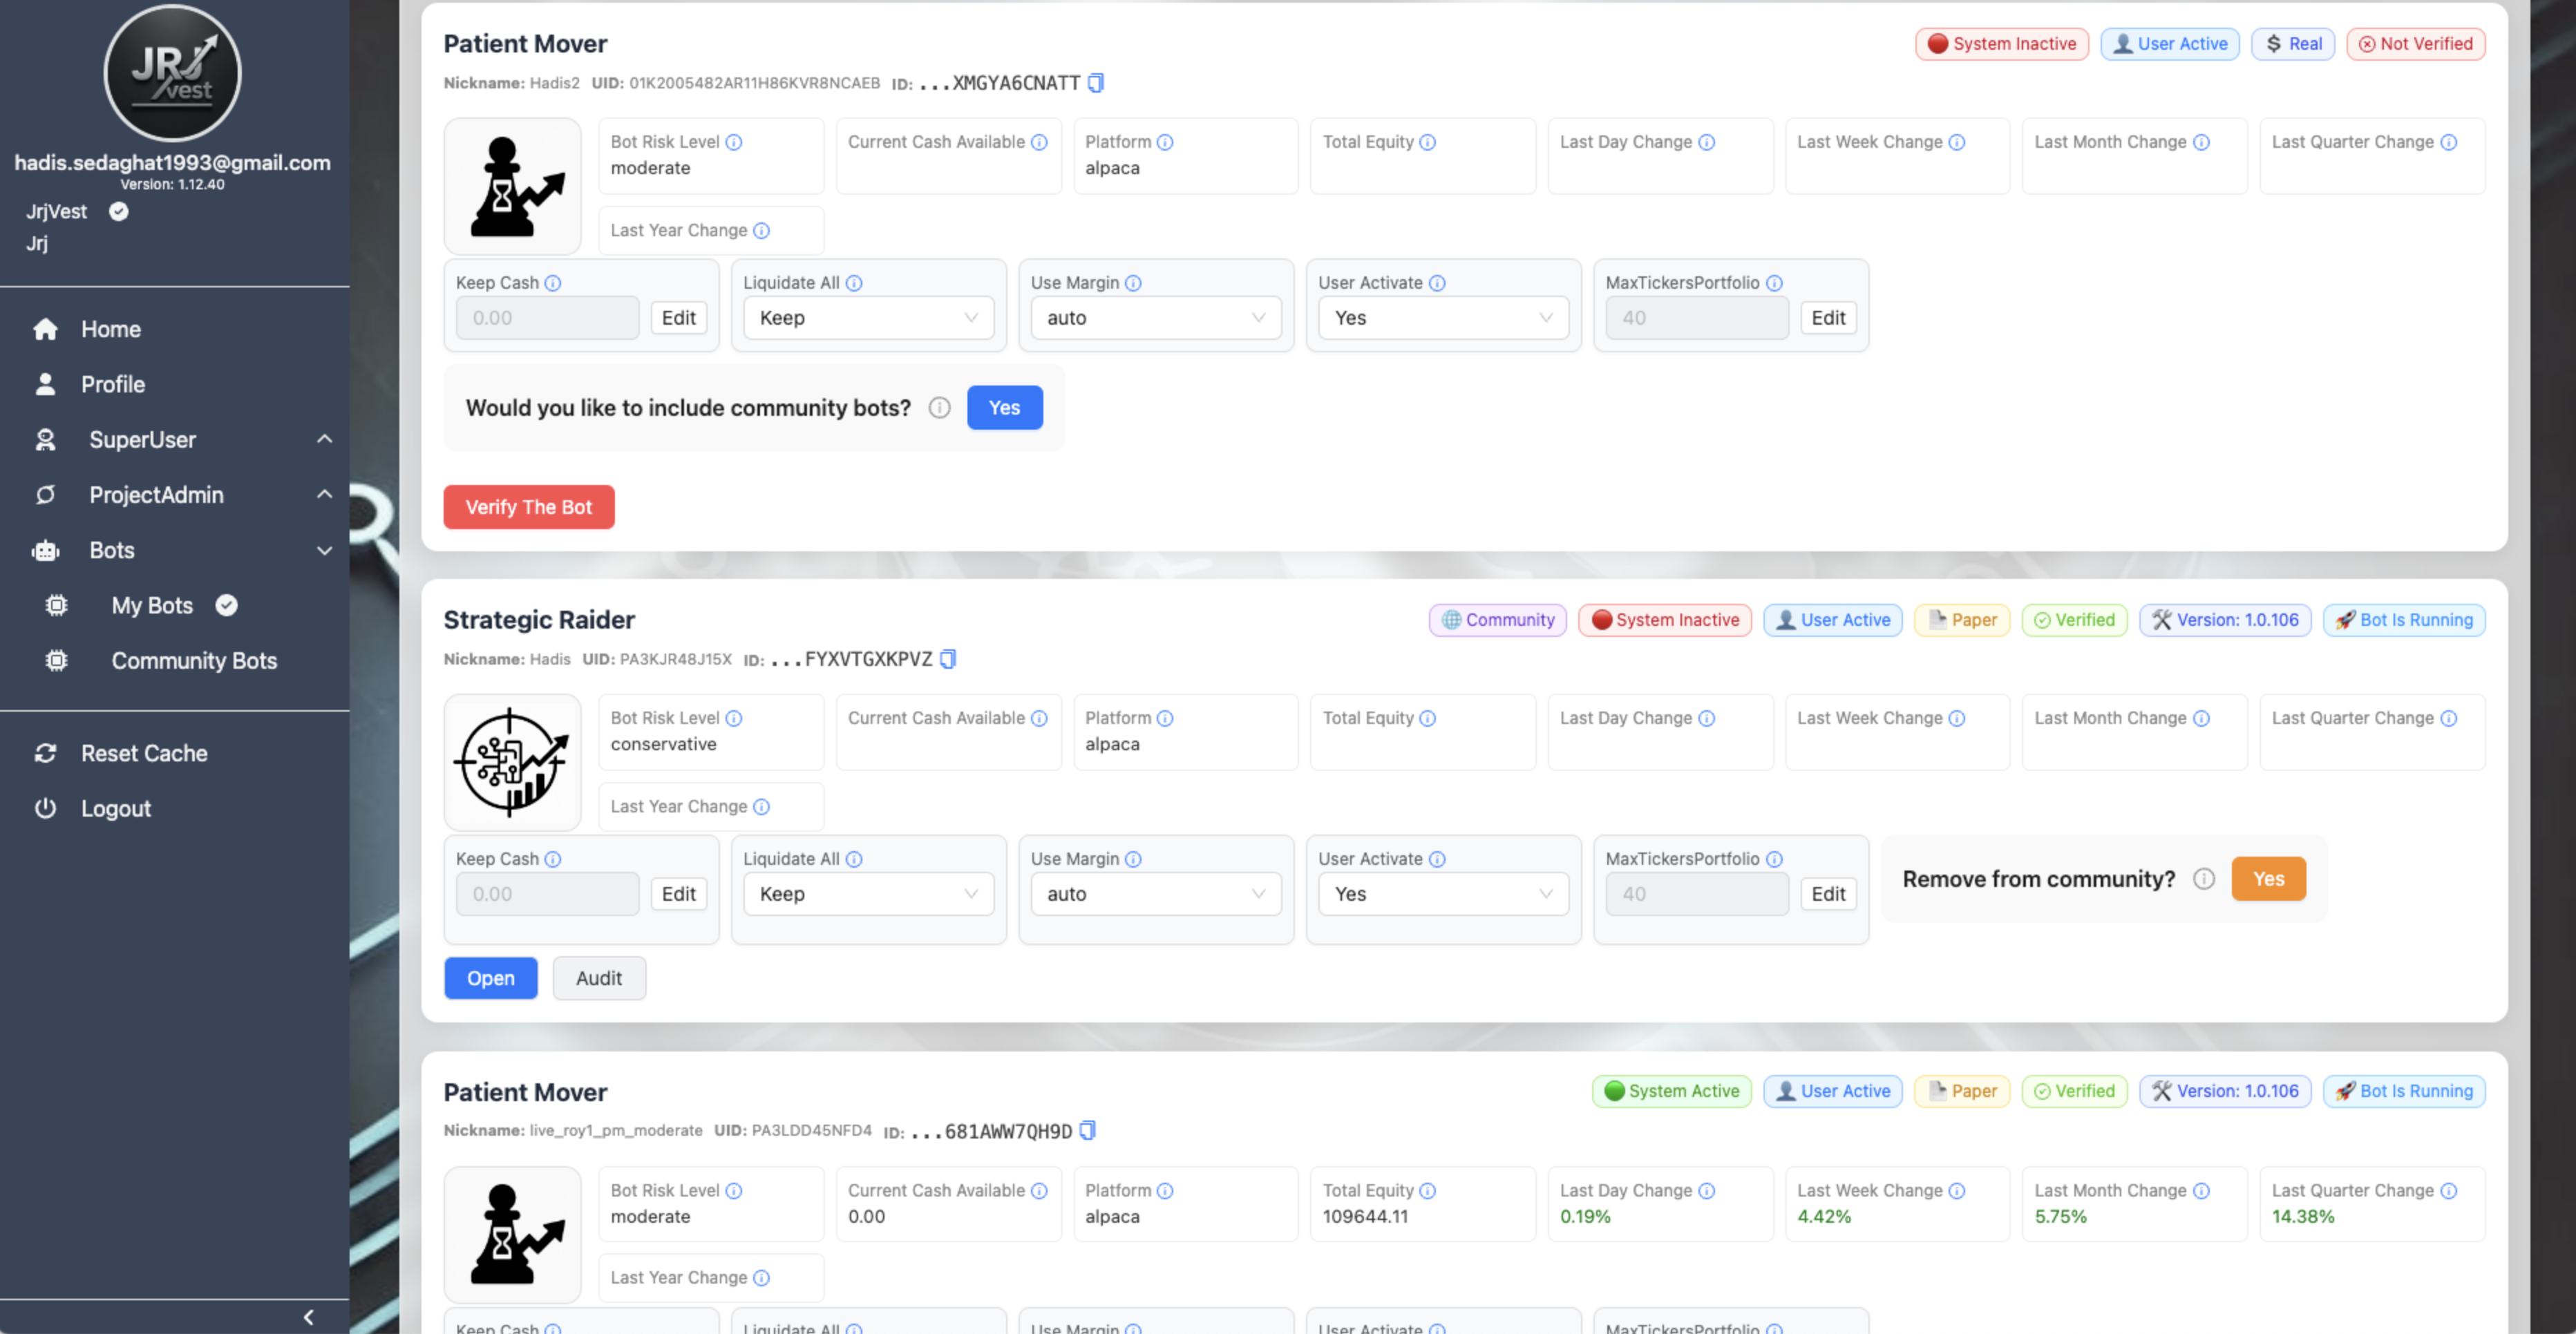 JRJ
vest
hadis.sedaghat1993@gmail.com
Version: 1.12.40
JrjVest
Jrj
Home
Profile
SuperUser
ProjectAdmin
Bots
My Bots
Community Bots
Reset Cache
Logout
Patient Mover
System Inactive User Active $ Real Not Verified
Nickname: Hadis2 UID: 01K2005482AR11H86KVR8NCAEB ID: ...XMGYA6CNATT
Bot Risk Level Current Cash Available Platform Total Equity Last Day Change Last Week Change Last Month Change Last Quarter Change
moderate alpaca
Last Year Change
Keep Cash Liquidate All Use Margin User Activate MaxTickersPortfolio
0.00 Edit Keep auto Yes 40 Edit
Would you like to include community bots? Yes
Verify The Bot
Strategic Raider
Community System Inactive User Active Paper Verified Version: 1.0.106 Bot Is Running
Nickname: Hadis UID: PA3KJR48J15X ID: ...FYXVTGXKPVZ
Bot Risk Level Current Cash Available Platform Total Equity Last Day Change Last Week Change Last Month Change Last Quarter Change
conservative alpaca
Last Year Change
Keep Cash Liquidate All Use Margin User Activate MaxTickersPortfolio
0.00 Edit Keep auto Yes 40 Edit
Remove from community? Yes
Open Audit
Patient Mover
System Active User Active Paper Verified Version: 1.0.106 Bot Is Running
Nickname: live_roy1_pm_moderate UID: PA3LDD45NFD4 ID: ...681AWW7QH9D
Bot Risk Level Current Cash Available Platform Total Equity Last Day Change Last Week Change Last Month Change Last Quarter Change
moderate 0.00 alpaca 109644.11 0.19% 4.42% 5.75% 14.38%
Last Year Change
Keep Cash Liquidate All Use Margin User Activate MaxTickersPortfolio